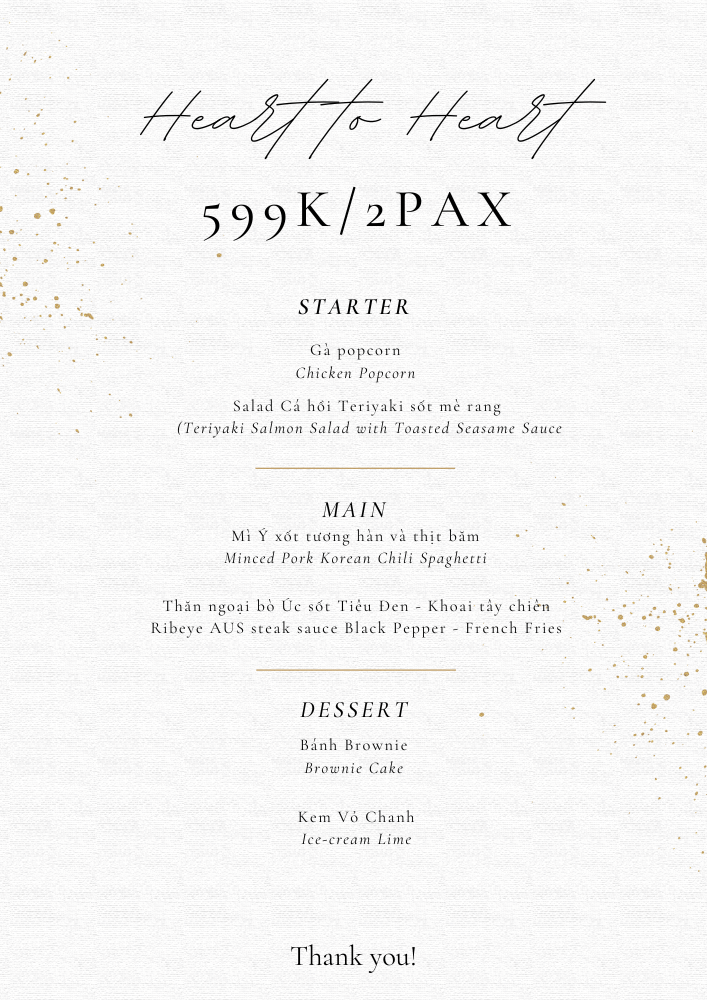 Heart to Heart
599K/2PAX
STARTER
Gà popcorn
Chicken Popcorn
Salad Cá hồi Teriyaki sốt mè rang
(Teriyaki Salmon Salad with Toasted Seasame Sauce
MAIN
Mì Ý xốt tương hàn và thịt băm
Minced Pork Korean Chili Spaghetti
Thăn ngoại bò Úc sốt Tiêu Đen - Khoai tây chiên
Ribeye AUS steak sauce Black Pepper - French Fries
DESSERT
Bánh Brownie
Brownie Cake
Kem Vỏ Chanh
Ice-cream Lime
Thank you!